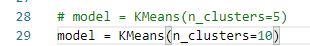 28 # model = KMeans(n_clusters=5)
29 model = KMeans(n_clusters=10)